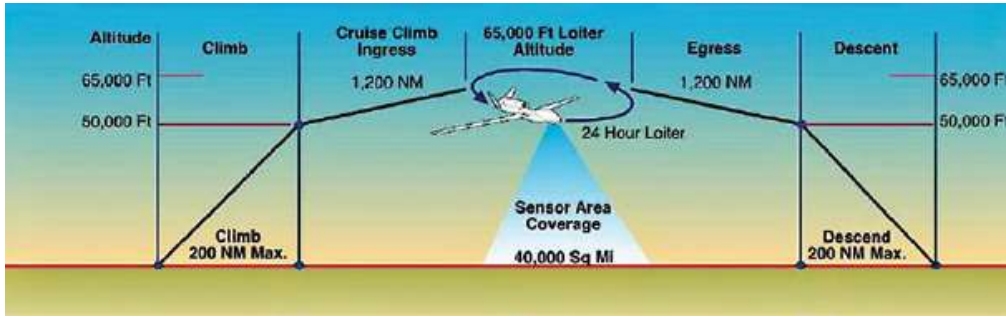 Altitude
Climb
Cruise Climb
Ingress
65,000 Ft Loiter
Altitude
Egress
Descent
65,000 Ft
1,200 NM
1,200 NM
65,000 Ft
50,000 Ft
24 Hour Loiter
50,000 Ft
Sensor Area
Coverage
Climb
200 NM Max.
40,000 Sq Mi
Descend
200 NM Max.